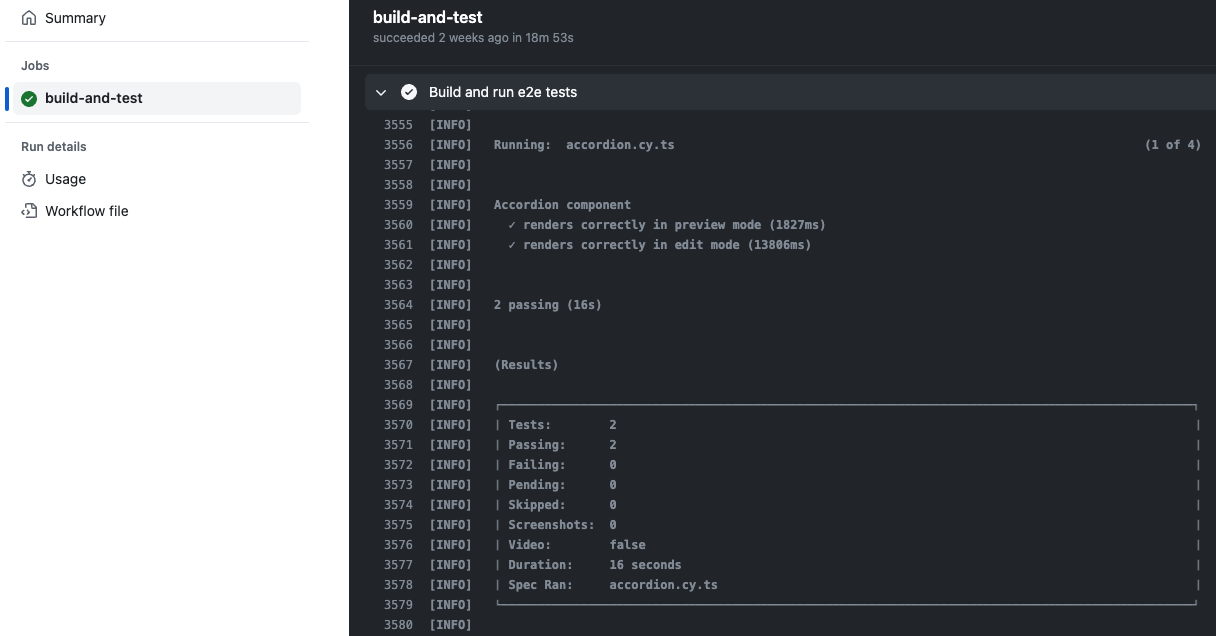 Summary
Jobs
build-and-test
Run details
Usage
Workflow file
build-and-test
succeeded 2 weeks ago in 18m 53s
Build and run e2e tests
3555 [INFO]
3556 [INFO] Running: accordion.cy.ts (1 of 4)
3557 [INFO]
3558 [INFO]
3559 [INFO] Accordion component
3560 [INFO] ✓ renders correctly in preview mode (1827ms)
3561 [INFO] ✓ renders correctly in edit mode (13806ms)
3562 [INFO]
3563 [INFO]
3564 [INFO] 2 passing (16s)
3565 [INFO]
3566 [INFO]
3567 [INFO] (Results)
3568 [INFO]
3569 [INFO]
3570 [INFO] | Tests: 2 |
3571 [INFO] | Passing: 2 |
3572 [INFO] | Failing: 0 |
3573 [INFO] | Pending: 0 |
3574 [INFO] | Skipped: 0 |
3575 [INFO] | Screenshots: 0 |
3576 [INFO] | Video: false |
3577 [INFO] | Duration: 16 seconds |
3578 [INFO] | Spec Ran: accordion.cy.ts |
3579 [INFO]
3580 [INFO]